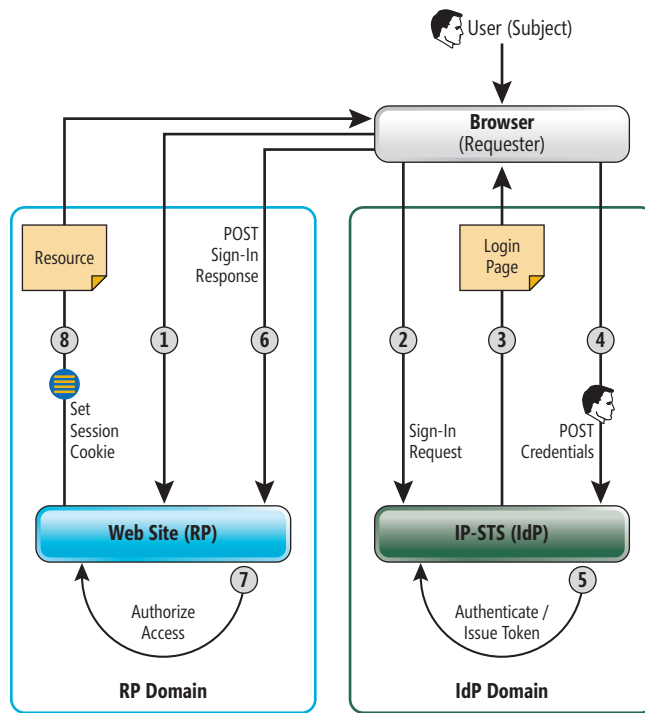 User (Subject)
Browser
(Requester)
Resource
POST
Sign-In
Response
Login
Page
8
1
6
2
3
4
Set
Session
Cookie
Sign-In
Request
POST
Credentials
Web Site (RP)
IP-STS (IdP)
7
5
Authorize
Access
Authenticate /
Issue Token
RP Domain
IdP Domain